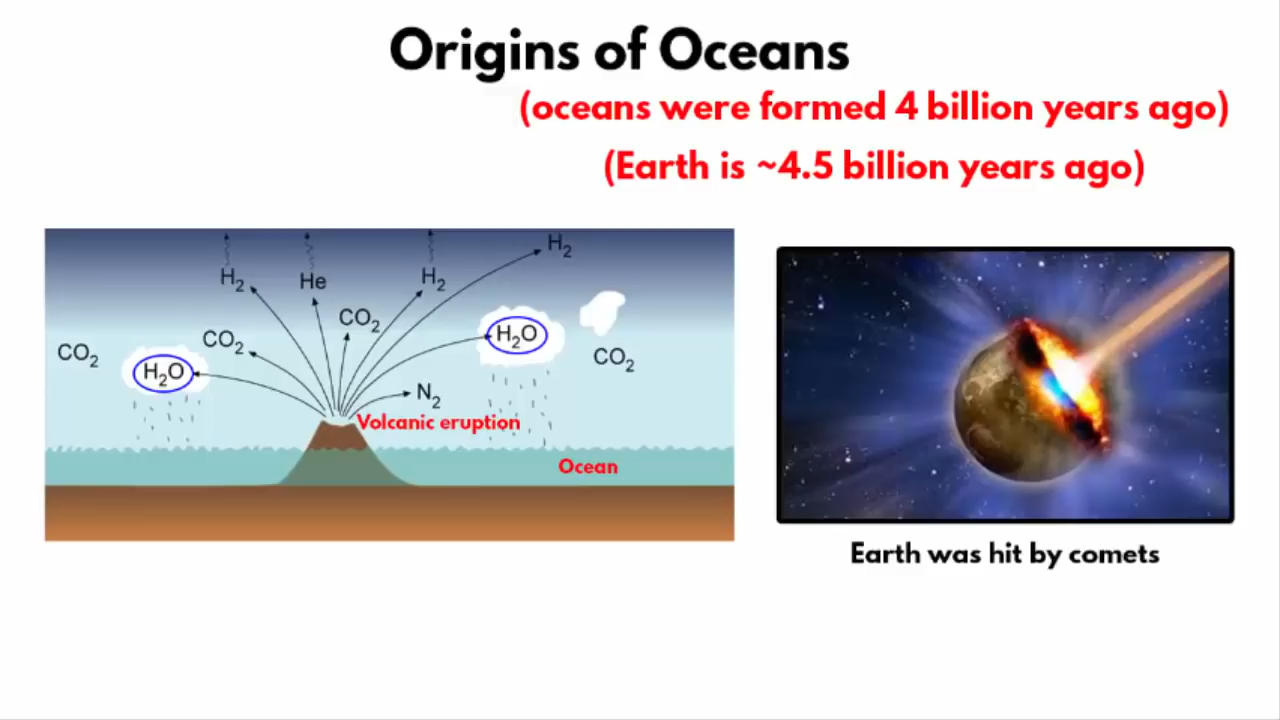 Origins of Oceans
(oceans were formed 4 billion years ago)
(Earth is ~4.5 billion years ago)
H₂
H₂
He
H₂
CO₂
CO₂
H₂O
CO₂
CO₂
H₂O
N₂
Volcanic eruption
Ocean
Earth was hit by comets